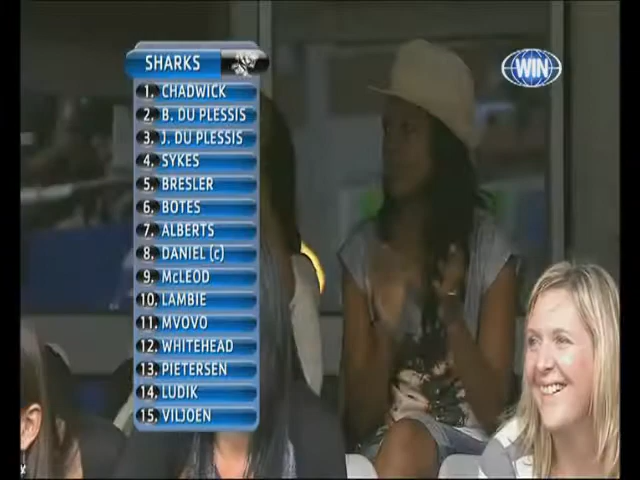 SHARKS
WIN
1. CHADWICK
2. B. DU PLESSIS
3. J. DU PLESSIS
4. SYKES
5. BRESLER
6. BOTES
7. ALBERTS
8. DANIEL (c)
9. McLEOD
10. LAMBIE
11. MVOVO
12. WHITEHEAD
13. PIETERSEN
14. LUDIK
15. VILJOEN